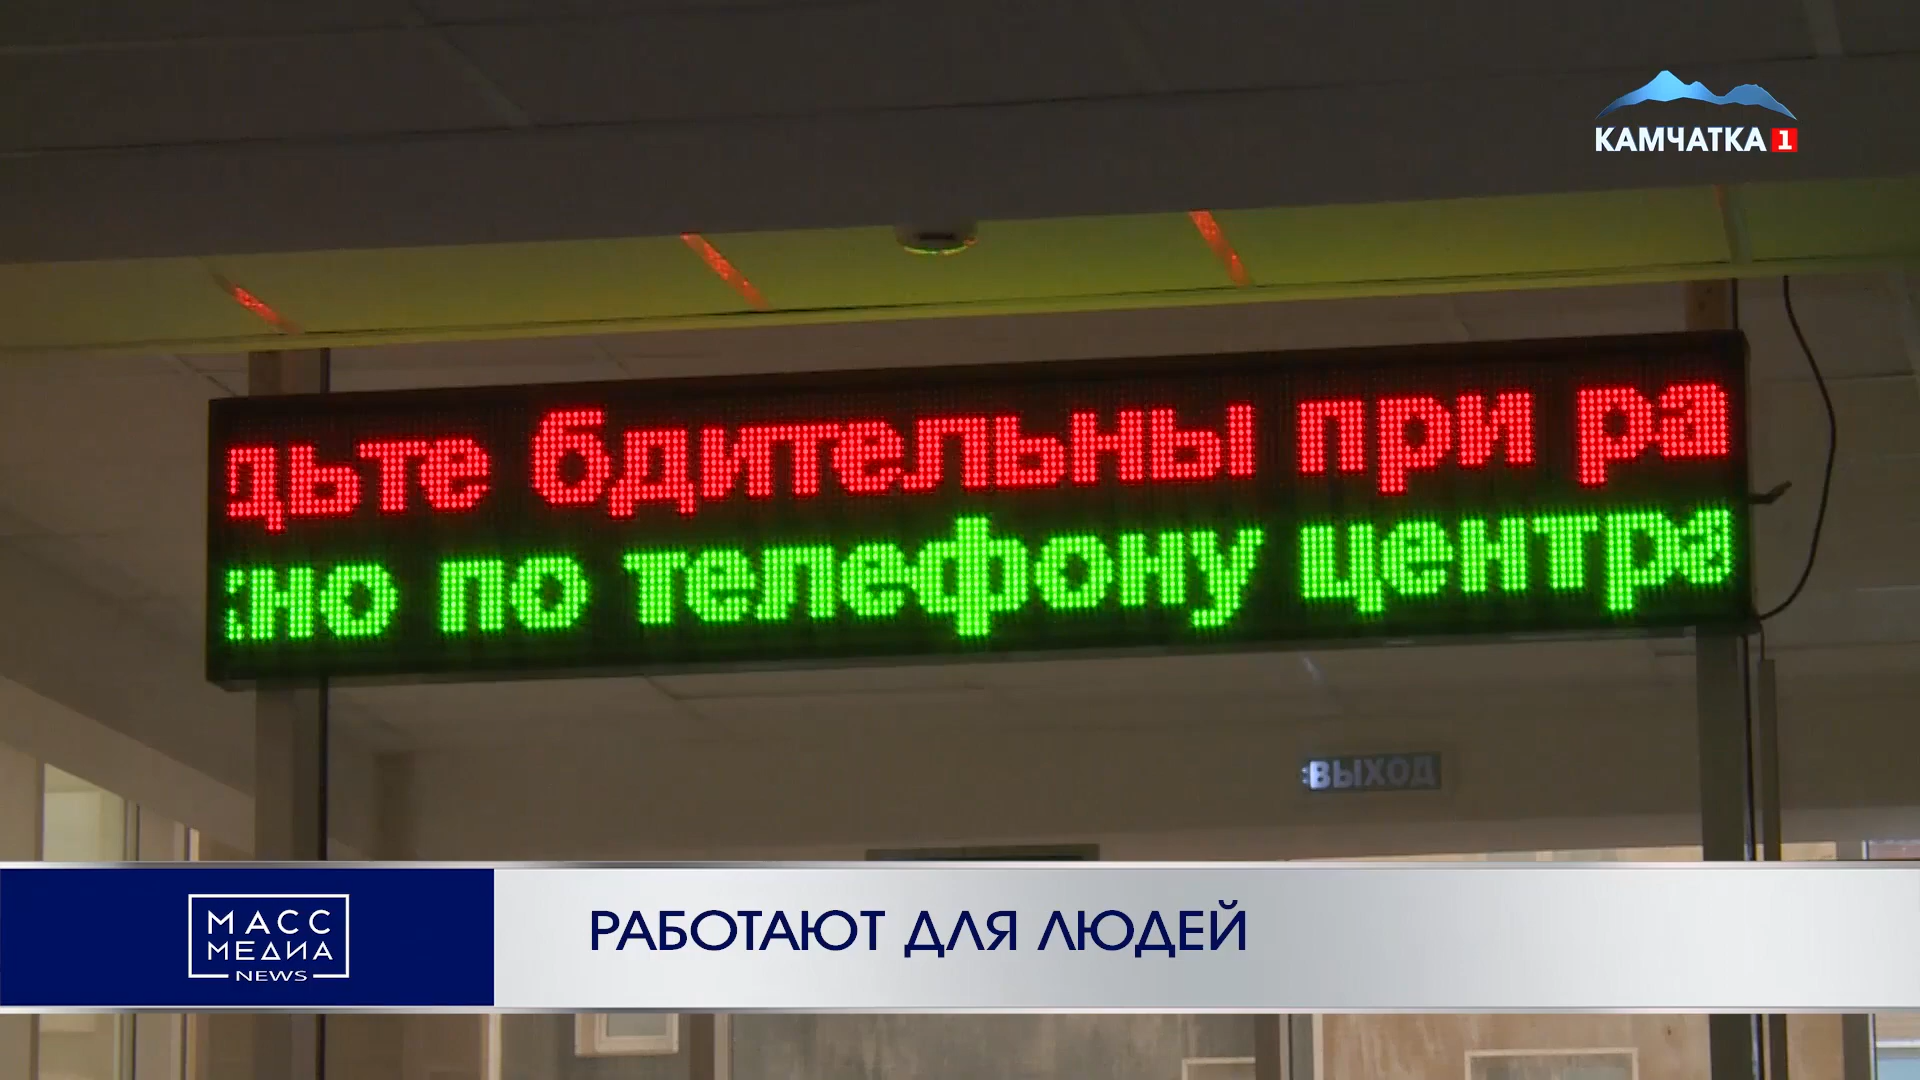 КАМЧАТКА 1
дьте бдительны при ра
но по телефону центра
ВЫХОД
МАСС
МЕДИА
NEWS
РАБОТАЮТ ДЛЯ ЛЮДЕЙ